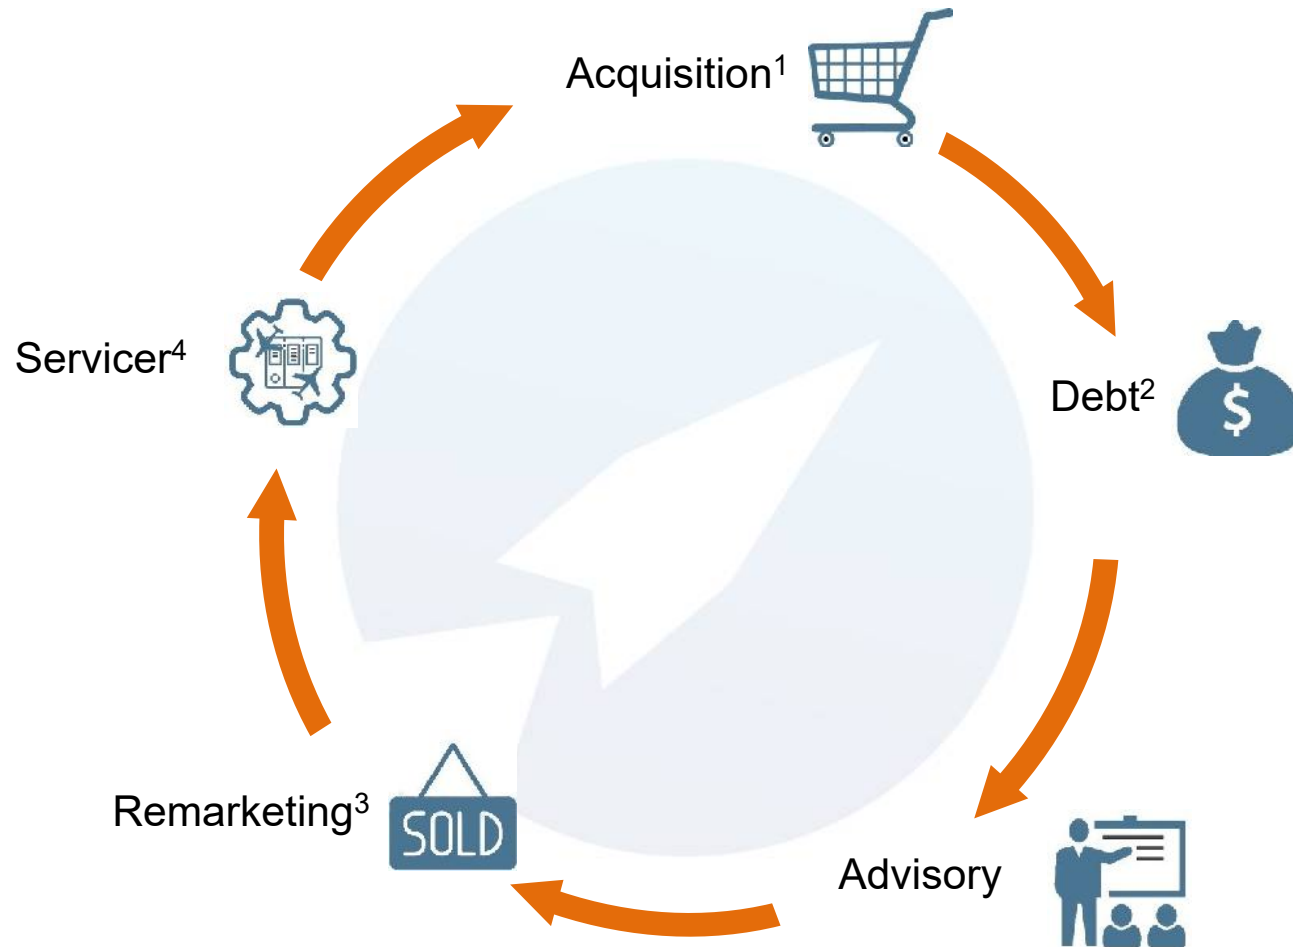 Acquisition¹
Debt²
$
Advisory
Remarketing³
SOLD
Servicer⁴